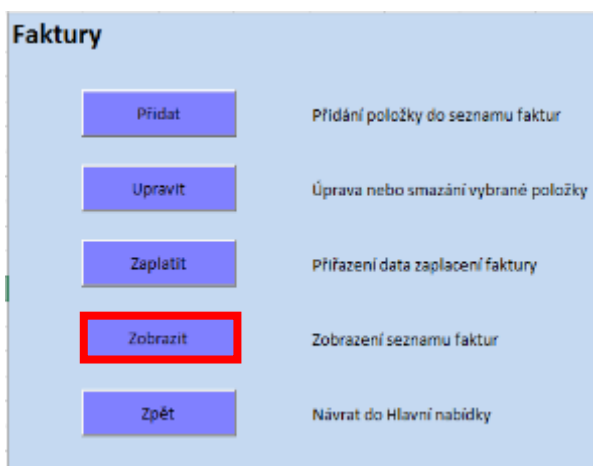 Faktury
Přidat Přidání položky do seznamu faktur
Upravit Úprava nebo smazání vybrané položky
Zaplatit Přiřazení data zaplacení faktury
Zobrazit Zobrazení seznamu faktur
Zpět Návrat do Hlavní nabídky